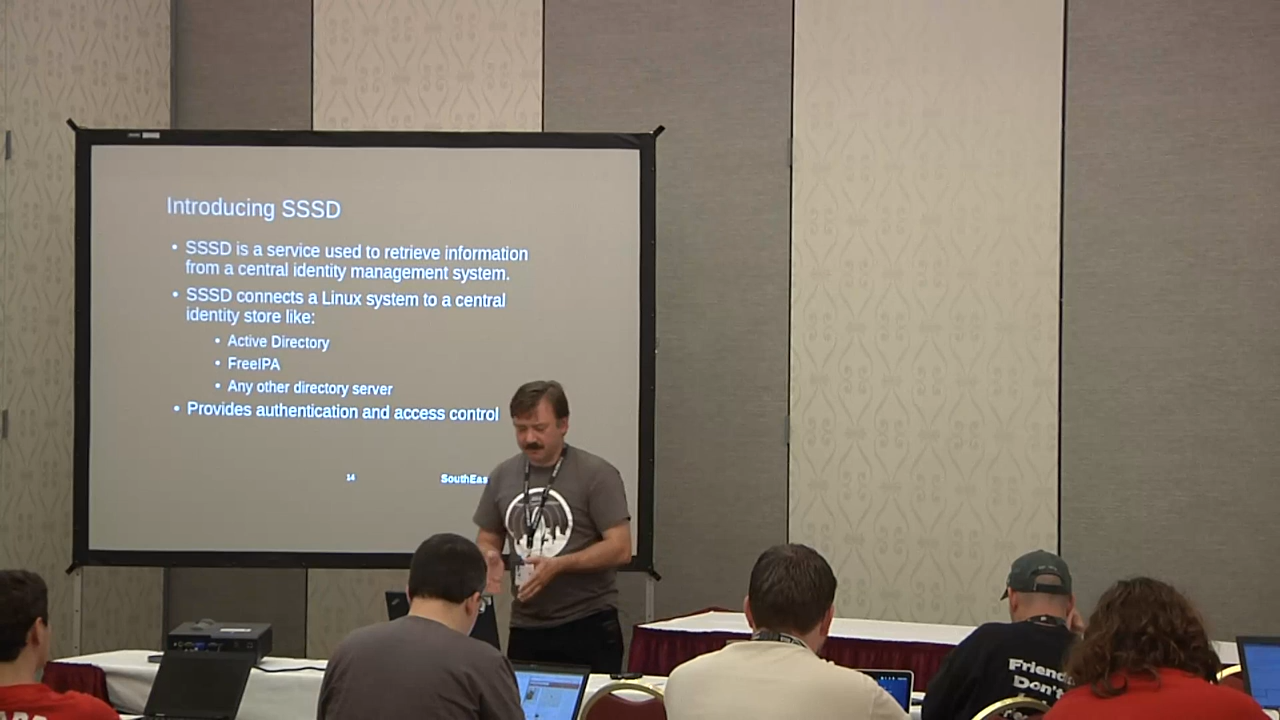 Introducing SSSD
• SSSD is a service used to retrieve information
from a central identity management system.
• SSSD connects a Linux system to a central
identity store like:
• Active Directory
• FreeIPA
• Any other directory server
• Provides authentication and access control
14
SouthEas
Friends
Don't